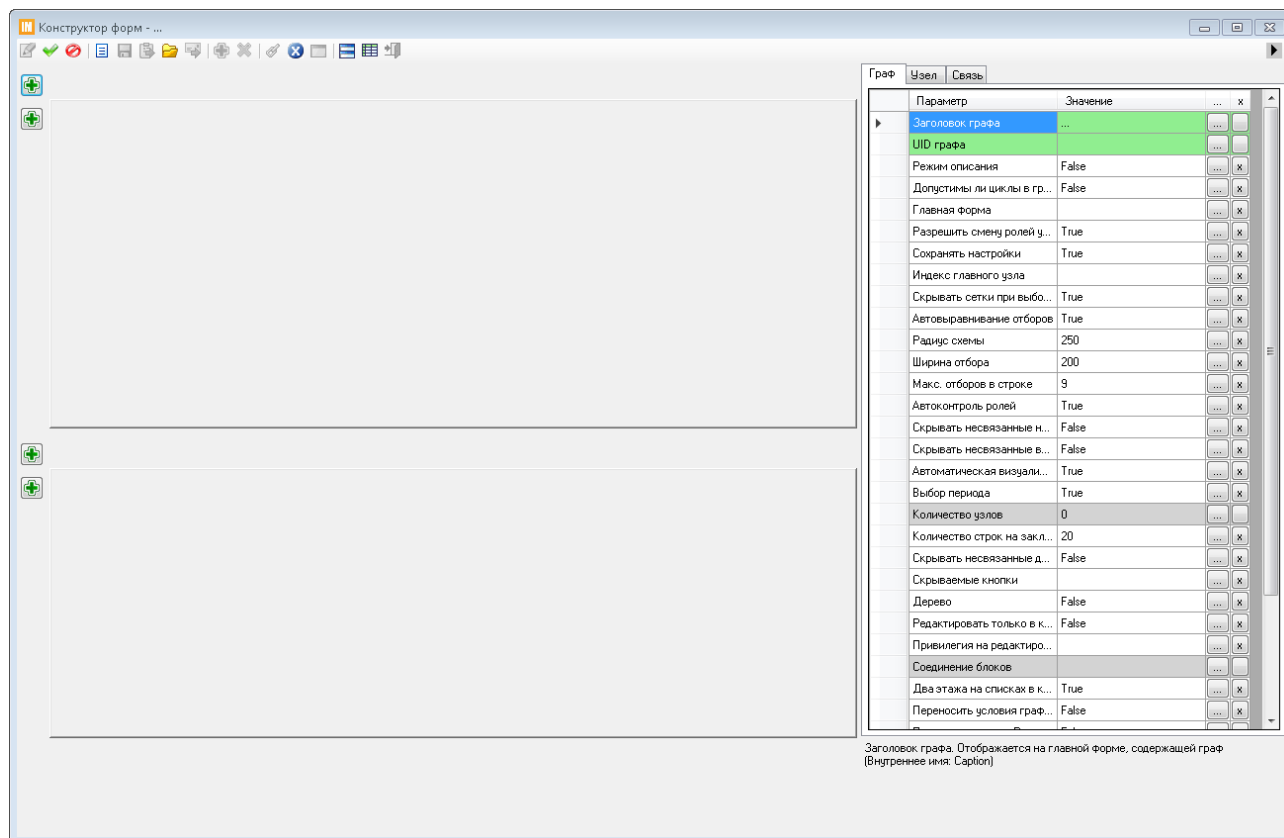 IN Конструктор форм - ...
Граф Узел Связь
Параметр Значение ... x
Заголовок графа ... ...
UID графа ...
Режим описания False ... x
Допустимы ли циклы в гр... False ... x
Главная форма ... x
Разрешить смену ролей у... True ... x
Сохранять настройки True ... x
Индекс главного узла ... x
Скрывать сетки при выбо... True ... x
Автовыравнивание отборов True ... x
Радиус схемы 250 ... x
Ширина отбора 200 ... x
Макс. отборов в строке 9 ... x
Автоконтроль ролей True ... x
Скрывать несвязанные н... False ... x
Скрывать несвязанные в... False ... x
Автоматическая визуали... True ... x
Выбор периода True ... x
Количество узлов 0 ...
Количество строк на закл... 20 ... x
Скрывать несвязанные д... False ... x
Скрываемые кнопки ... x
Дерево False ... x
Редактировать только в к... False ... x
Привилегия на редактиро... ... x
Соединение блоков ...
Два этажа на списках в к... True ... x
Переносить условия граф... False ... x
Заголовок графа. Отображается на главной форме, содержащей граф
(Внутреннее имя: Caption)